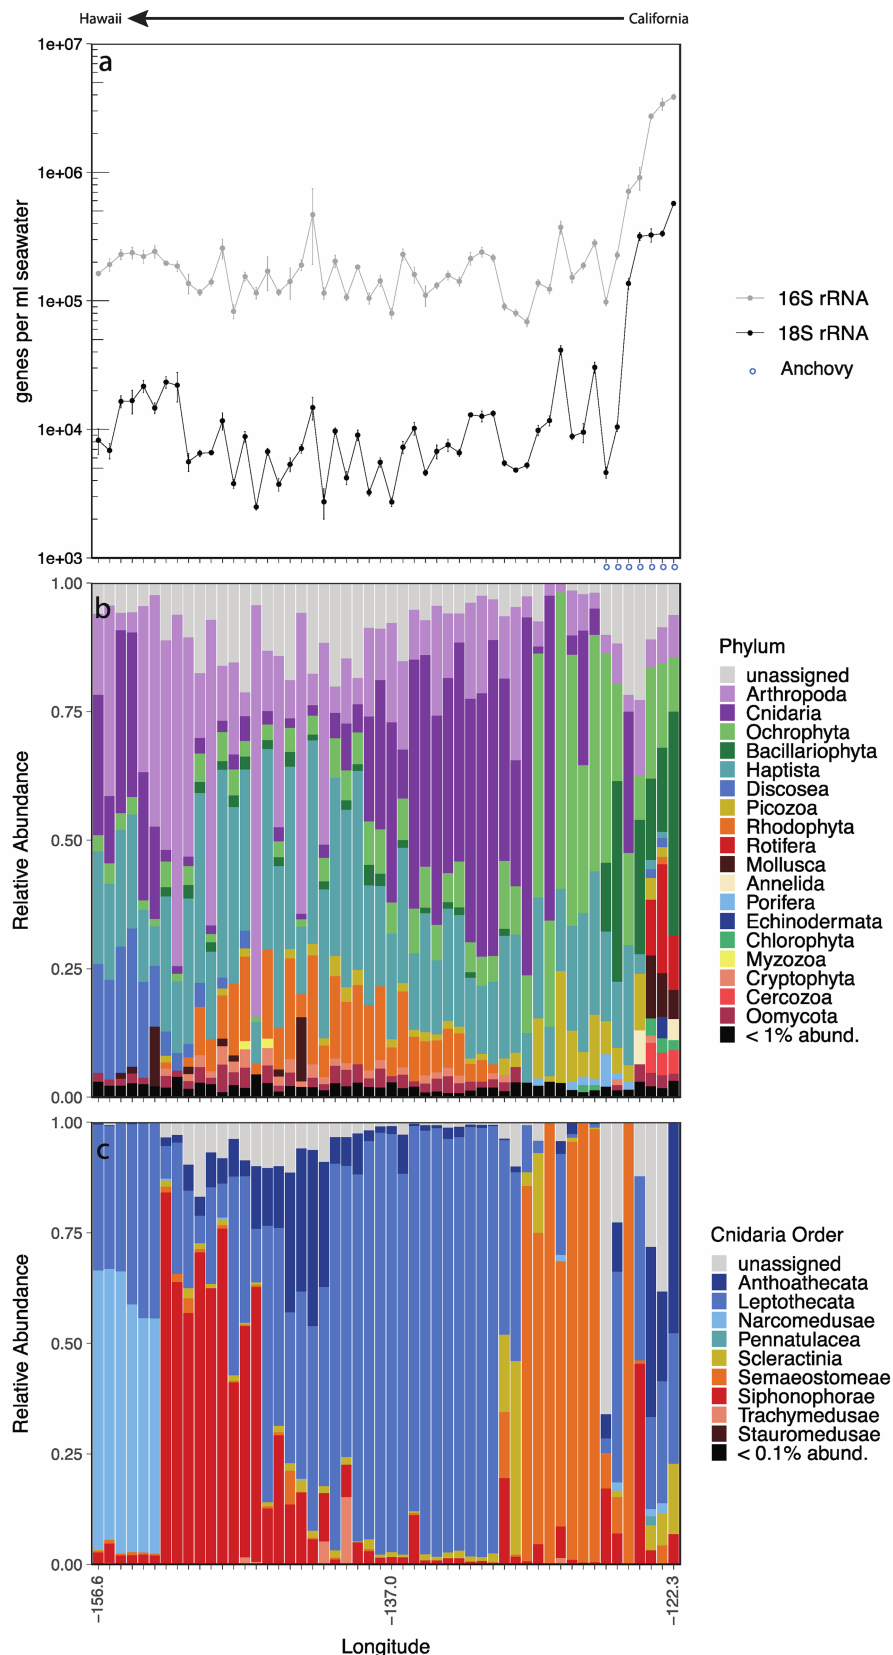 Hawaii California
a
1e+07
1e+06
1e+05
1e+04
1e+03
genes per ml seawater
16S rRNA
18S rRNA
Anchovy
b
1.00
0.75
0.50
0.25
0.00
Relative Abundance
Phylum
unassigned
Arthropoda
Cnidaria
Ochrophyta
Bacillariophyta
Haptista
Discosea
Picozoa
Rhodophyta
Rotifera
Mollusca
Annelida
Porifera
Echinodermata
Chlorophyta
Myzozoa
Cryptophyta
Cercozoa
Oomycota
< 1% abund.
c
1.00
0.75
0.50
0.25
0.00
Relative Abundance
Cnidaria Order
unassigned
Anthoathecata
Leptothecata
Narcomedusae
Pennatulacea
Scleractinia
Semaeostomeae
Siphonophorae
Trachymedusae
Stauromedusae
< 0.1% abund.
-156.6
-137.0
-122.3
Longitude